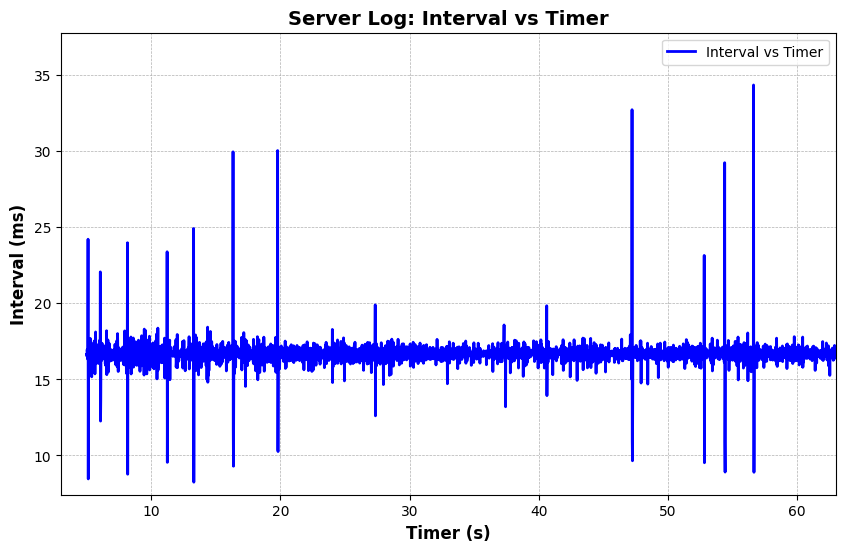 Server Log: Interval vs Timer
Interval vs Timer
35
30
25
20
15
10
Interval (ms)
10 20 30 40 50 60
Timer (s)